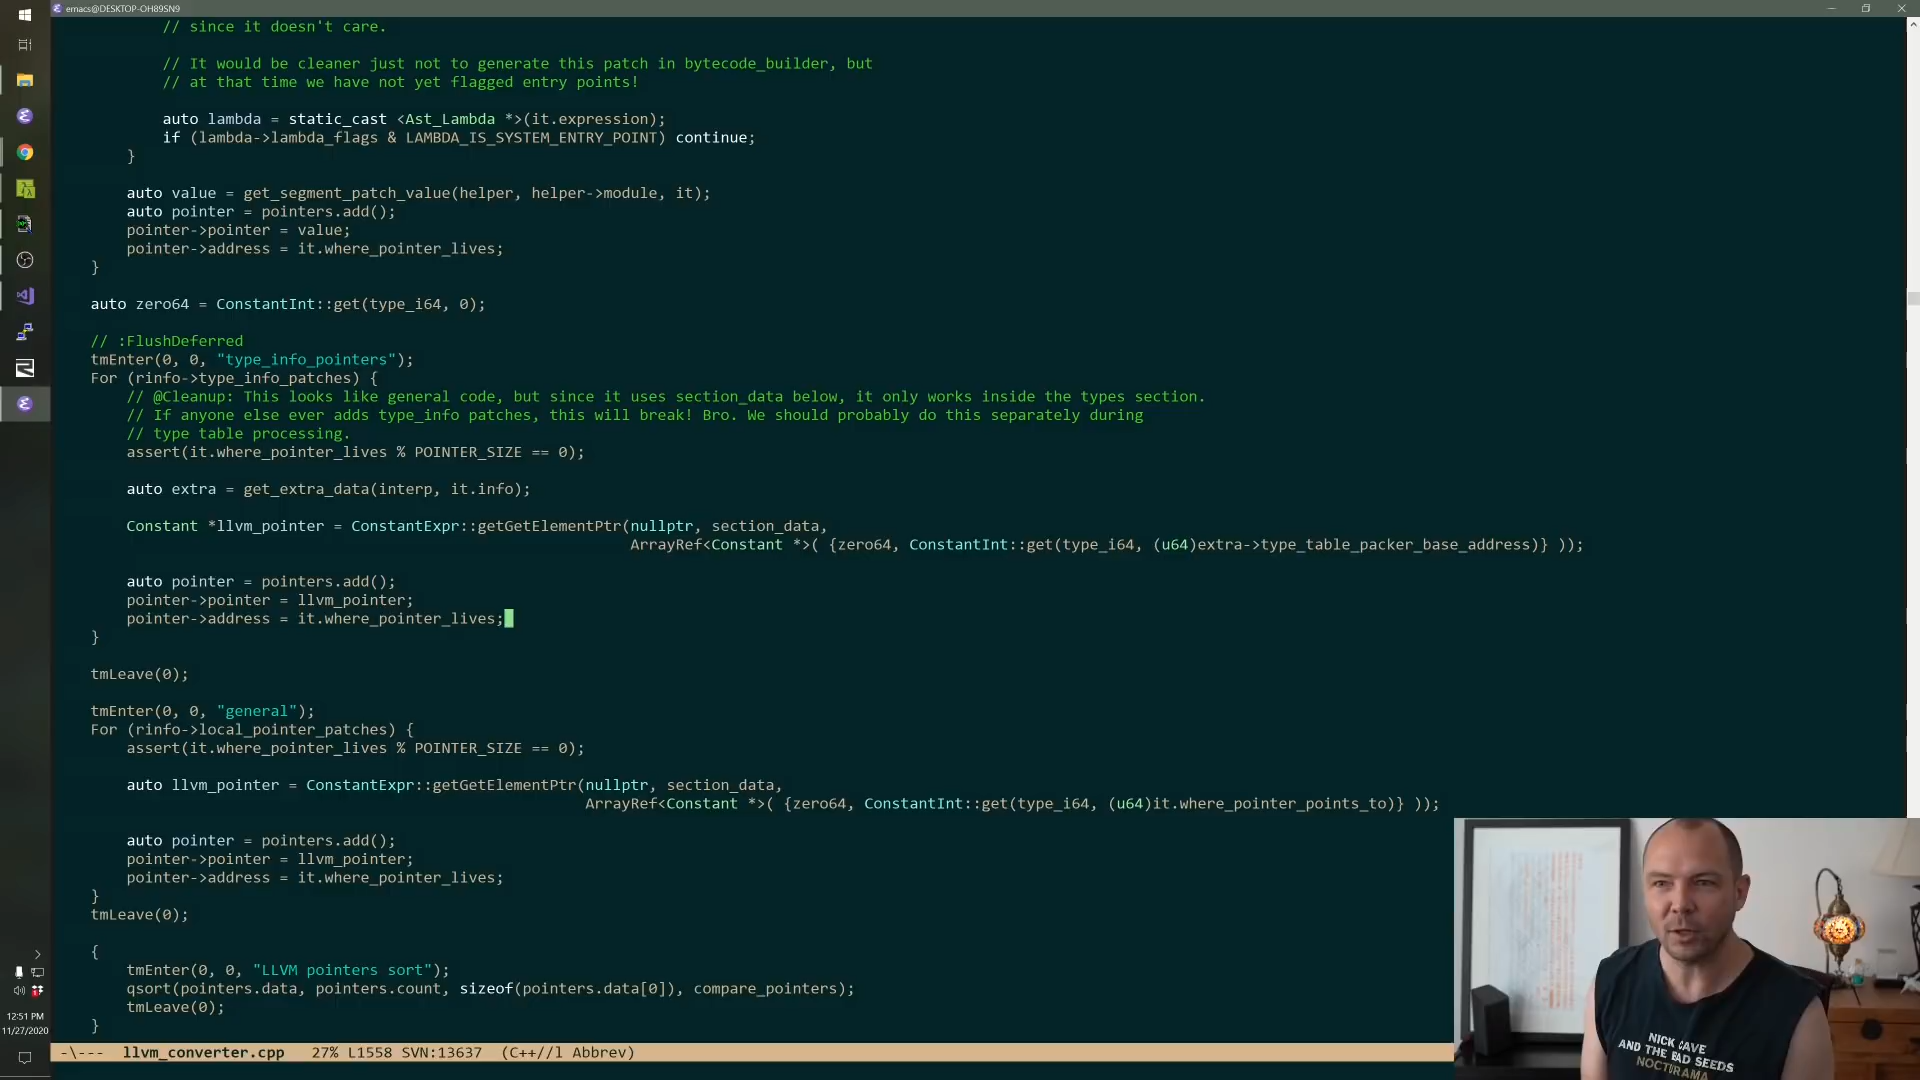 emacs@DESKTOP-OH89SN9
// since it doesn't care.
// It would be cleaner just not to generate this patch in bytecode_builder, but
// at that time we have not yet flagged entry points!
auto lambda = static_cast <Ast_Lambda *>(it.expression);
if (lambda->lambda_flags & LAMBDA_IS_SYSTEM_ENTRY_POINT) continue;
}
auto value = get_segment_patch_value(helper, helper->module, it);
auto pointer = pointers.add();
pointer->pointer = value;
pointer->address = it.where_pointer_lives;
}
auto zero64 = ConstantInt::get(type_i64, 0);
// :FlushDeferred
tmEnter(0, 0, "type_info_pointers");
For (rinfo->type_info_patches) {
// @Cleanup: This looks like general code, but since it uses section_data below, it only works inside the types section.
// If anyone else ever adds type_info patches, this will break! Bro. We should probably do this separately during
// type table processing.
assert(it.where_pointer_lives % POINTER_SIZE == 0);
auto extra = get_extra_data(interp, it.info);
Constant *llvm_pointer = ConstantExpr::getGetElementPtr(nullptr, section_data,
ArrayRef<Constant *>( {zero64, ConstantInt::get(type_i64, (u64)extra->type_table_packer_base_address)} ));
auto pointer = pointers.add();
pointer->pointer = llvm_pointer;
pointer->address = it.where_pointer_lives;
}
tmLeave(0);
tmEnter(0, 0, "general");
For (rinfo->local_pointer_patches) {
assert(it.where_pointer_lives % POINTER_SIZE == 0);
auto llvm_pointer = ConstantExpr::getGetElementPtr(nullptr, section_data,
ArrayRef<Constant *>( {zero64, ConstantInt::get(type_i64, (u64)it.where_pointer_points_to)} ));
auto pointer = pointers.add();
pointer->pointer = llvm_pointer;
pointer->address = it.where_pointer_lives;
}
tmLeave(0);
{
tmEnter(0, 0, "LLVM pointers sort");
qsort(pointers.data, pointers.count, sizeof(pointers.data[0]), compare_pointers);
tmLeave(0);
}
-\--- llvm_converter.cpp 27% L1558 SVN:13637 (C++//l Abbrev)
12:51 PM
11/27/2020
NICK CAVE
AND THE BAD SEEDS
NOCTURAMA